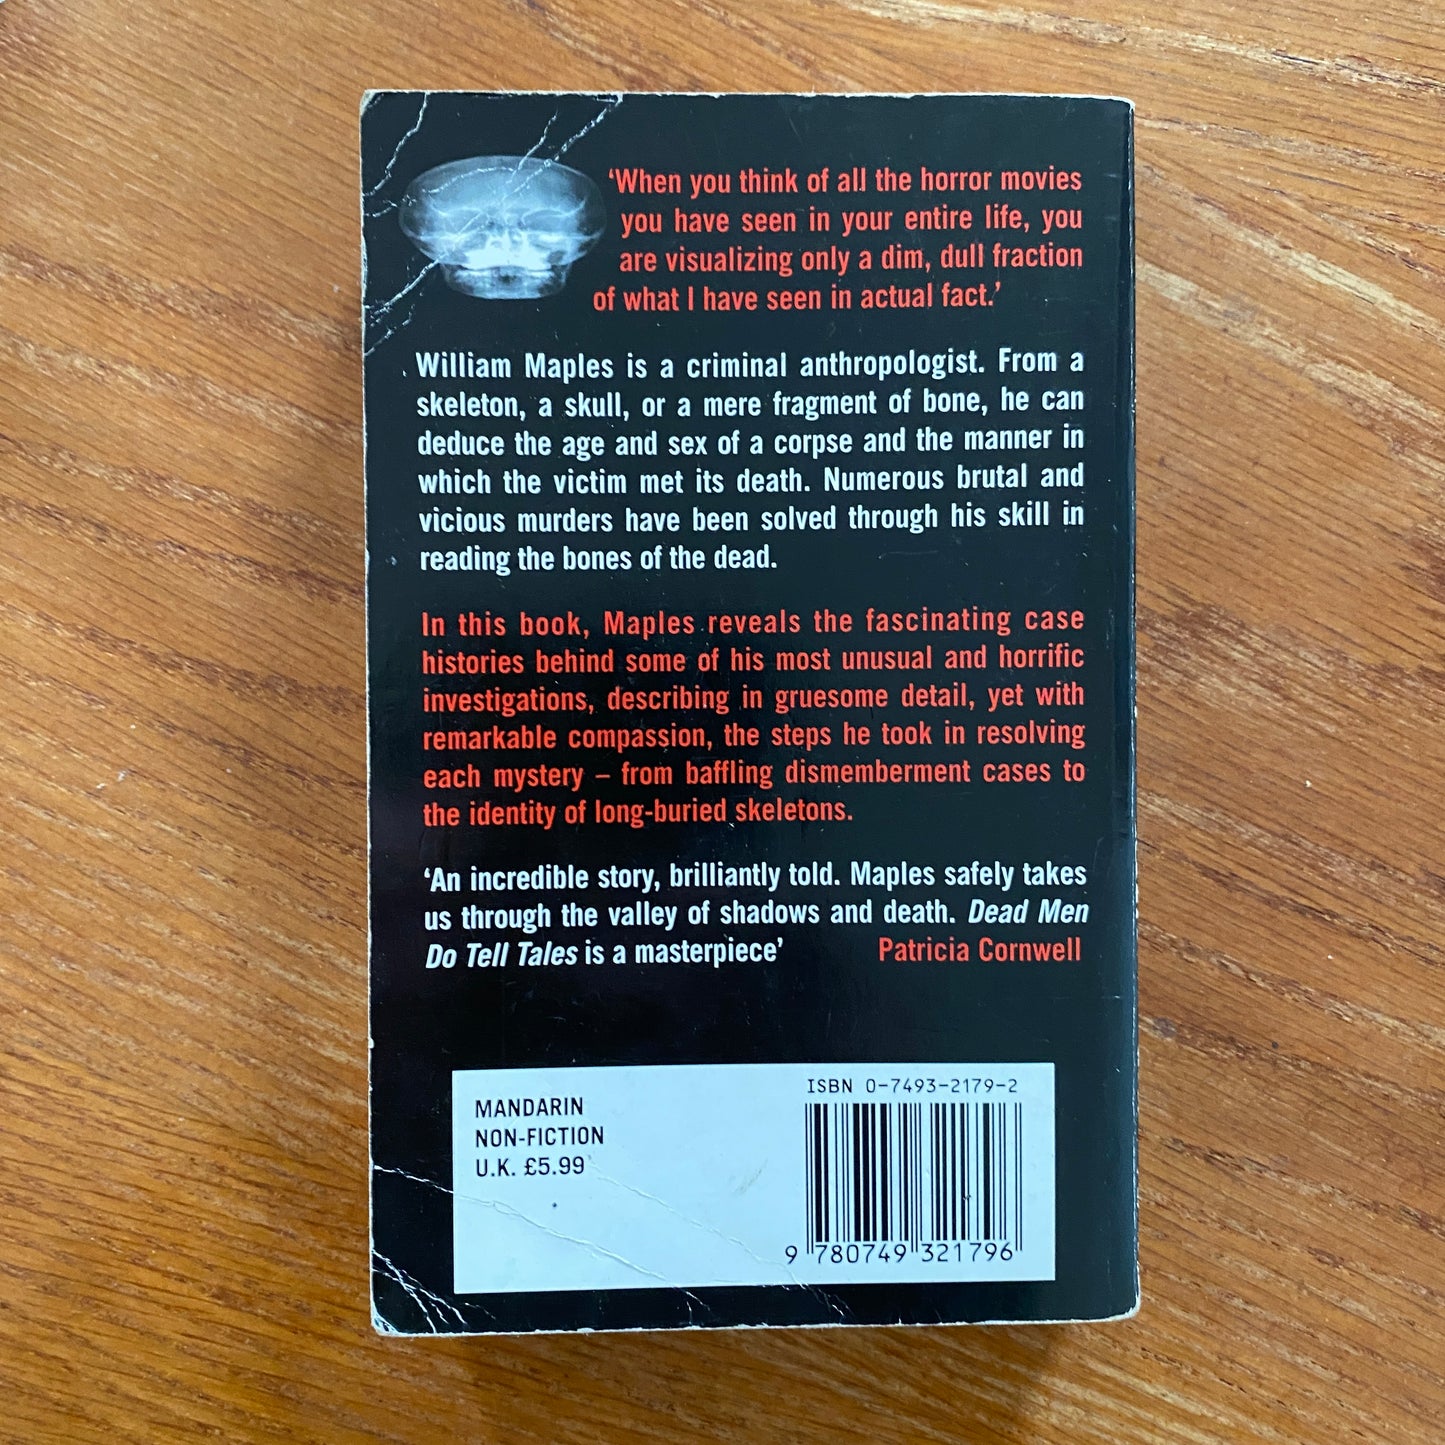 ‘When you think of all the horror movies
you have seen in your entire life, you
are visualizing only a dim, dull fraction
of what I have seen in actual fact.’
William Maples is a criminal anthropologist. From a
skeleton, a skull, or a mere fragment of bone, he can
deduce the age and sex of a corpse and the manner in
which the victim met its death. Numerous brutal and
vicious murders have been solved through his skill in
reading the bones of the dead.
In this book, Maples reveals the fascinating case
histories behind some of his most unusual and horrific
investigations, describing in gruesome detail, yet with
remarkable compassion, the steps he took in resolving
each mystery – from baffling dismemberment cases to
the identity of long-buried skeletons.
‘An incredible story, brilliantly told. Maples safely takes
us through the valley of shadows and death. Dead Men
Do Tell Tales is a masterpiece’ Patricia Cornwell
MANDARIN
NON-FICTION
U.K. £5.99
ISBN 0-7493-2179-2
9 780749 321796